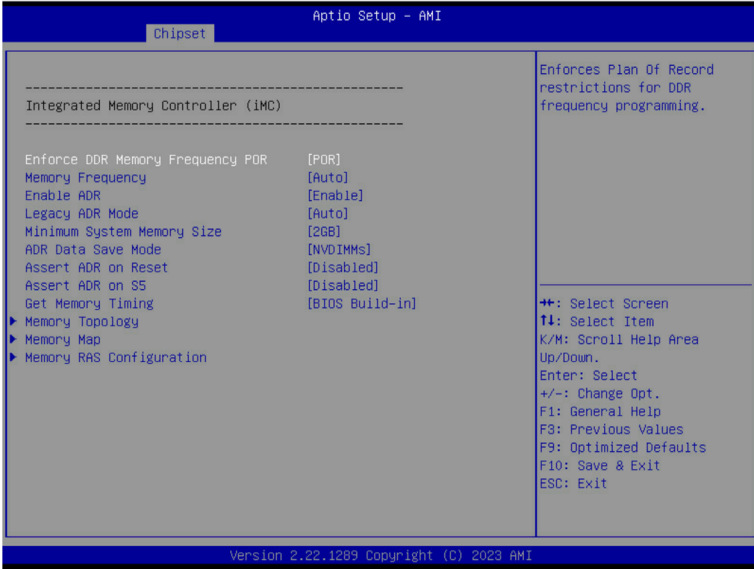 Aptio Setup - AMI
Chipset
------------------------------------------------
Integrated Memory Controller (iMC)
------------------------------------------------
Enforce DDR Memory Frequency POR [POR]
Memory Frequency [Auto]
Enable ADR [Enable]
Legacy ADR Mode [Auto]
Minimum System Memory Size [2GB]
ADR Data Save Mode [NVDIMMs]
Assert ADR on Reset [Disabled]
Assert ADR on S5 [Disabled]
Get Memory Timing [BIOS Build-in]
Memory Topology
Memory Map
Memory RAS Configuration
Enforces Plan Of Record
restrictions for DDR
frequency programming.
→←: Select Screen
↑↓: Select Item
K/M: Scroll Help Area
Up/Down.
Enter: Select
+/-: Change Opt.
F1: General Help
F3: Previous Values
F9: Optimized Defaults
F10: Save & Exit
ESC: Exit
Version 2.22.1289 Copyright (C) 2023 AMI